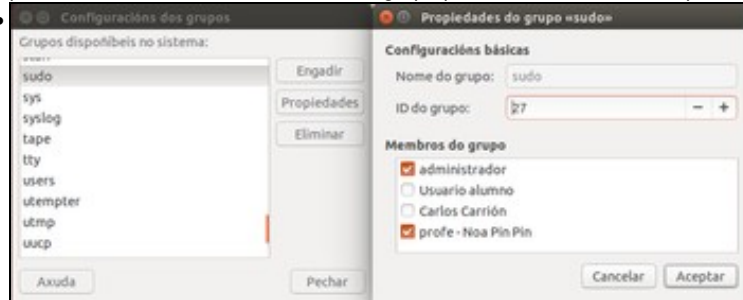 Configuracións dos grupos
Grupos dispoñíbeis no sistema:
sudo
sys
syslog
tape
tty
users
utempter
utmp
uucp
Engadir
Propiedades
Eliminar
Axuda
Pechar
Propiedades do grupo «sudo»
Configuracións básicas
Nome do grupo: sudo
ID do grupo: 27 − +
Membros do grupo
administrador
Usuario alumno
Carlos Carrión
profe - Noa Pin Pin
Cancelar Aceptar